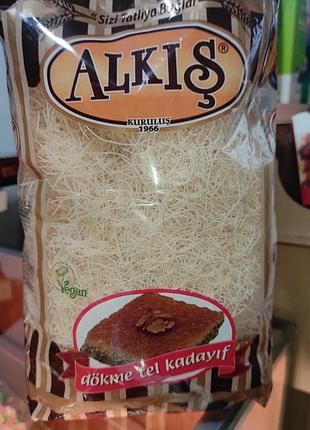 "Sizi Tatlıya Bağlar
ALKIŞ®
KURULUŞ
1966
Vegan
dökme tel kadayıf